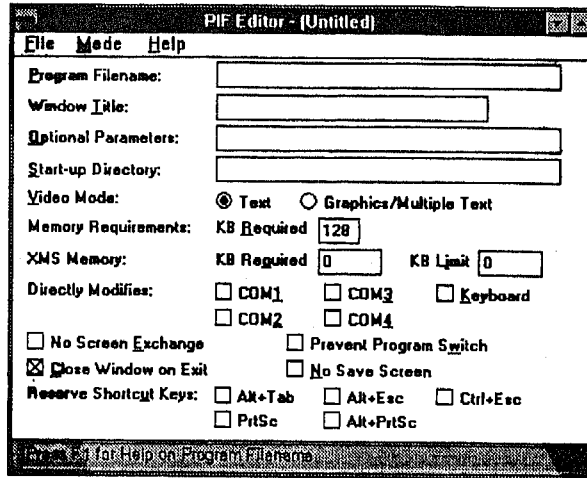 PIF Editor - (Untitled)
File Mode Help
Program Filename:
Window Title:
Optional Parameters:
Start-up Directory:
Video Mode: Text Graphics/Multiple Text
Memory Requirements: KB Required 128
XMS Memory: KB Required 0 KB Limit 0
Directly Modifies: COM1 COM3 Keyboard
COM2 COM4
No Screen Exchange Prevent Program Switch
Close Window on Exit No Save Screen
Reserve Shortcut Keys: Alt+Tab Alt+Esc Ctrl+Esc
PrtSc Alt+PrtSc
Press F1 for Help on Program Filename